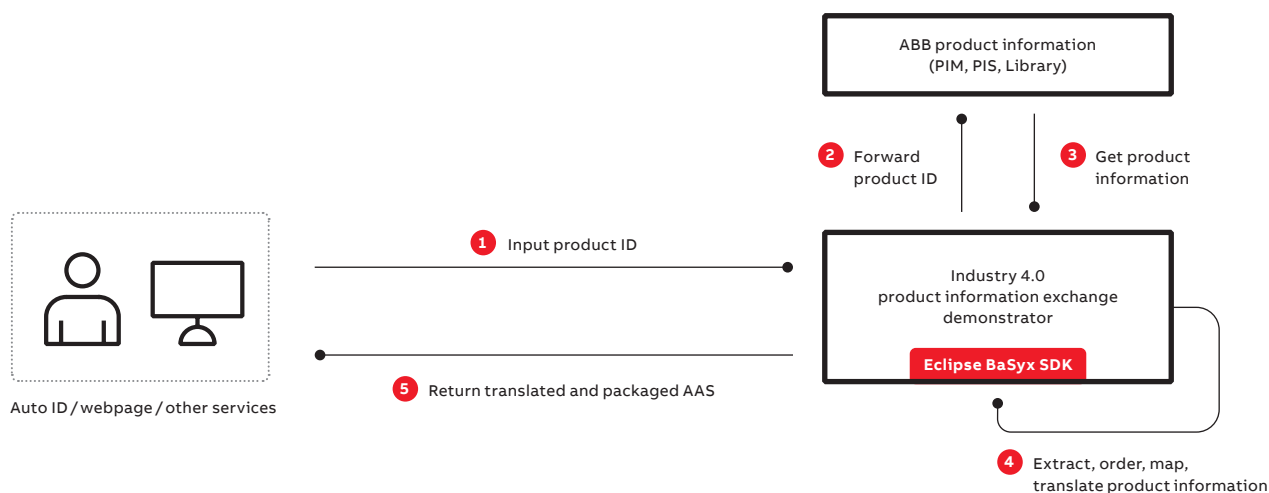 ABB product information
(PIM, PIS, Library)
2 Forward
product ID
3 Get product
information
1 Input product ID
Industry 4.0
product information exchange
demonstrator
Eclipse BaSyx SDK
5 Return translated and packaged AAS
Auto ID / webpage / other services
4 Extract, order, map,
translate product information